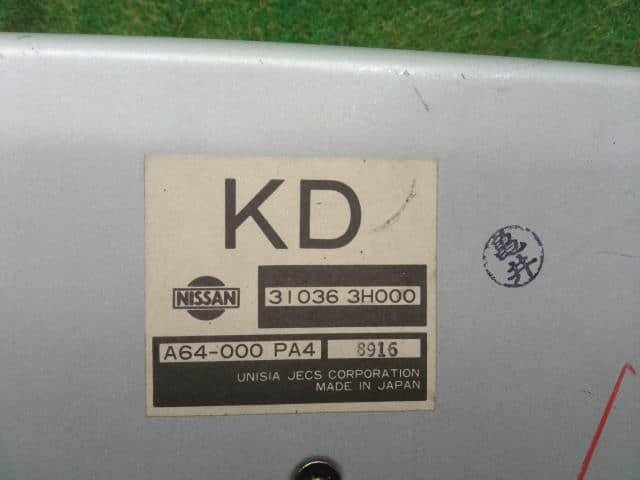 KD
NISSAN
31036 3H000
A64-000 PA4 8916
UNISIA JECS CORPORATION
MADE IN JAPAN
亀井